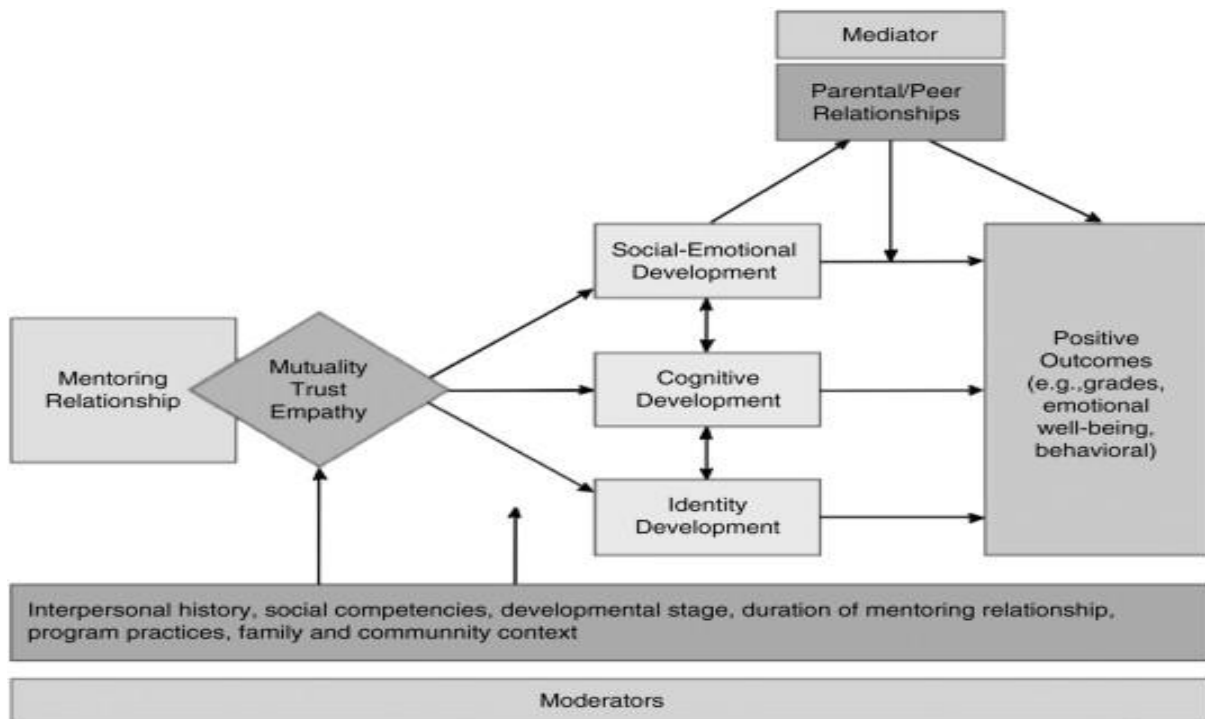 Mediator
Parental/Peer
Relationships
Social-Emotional
Development
Mentoring
Relationship
Mutuality
Trust
Empathy
Cognitive
Development
Identity
Development
Positive
Outcomes
(e.g.,grades,
emotional
well-being,
behavioral)
Interpersonal history, social competencies, developmental stage, duration of mentoring relationship,
program practices, family and communnity context
Moderators